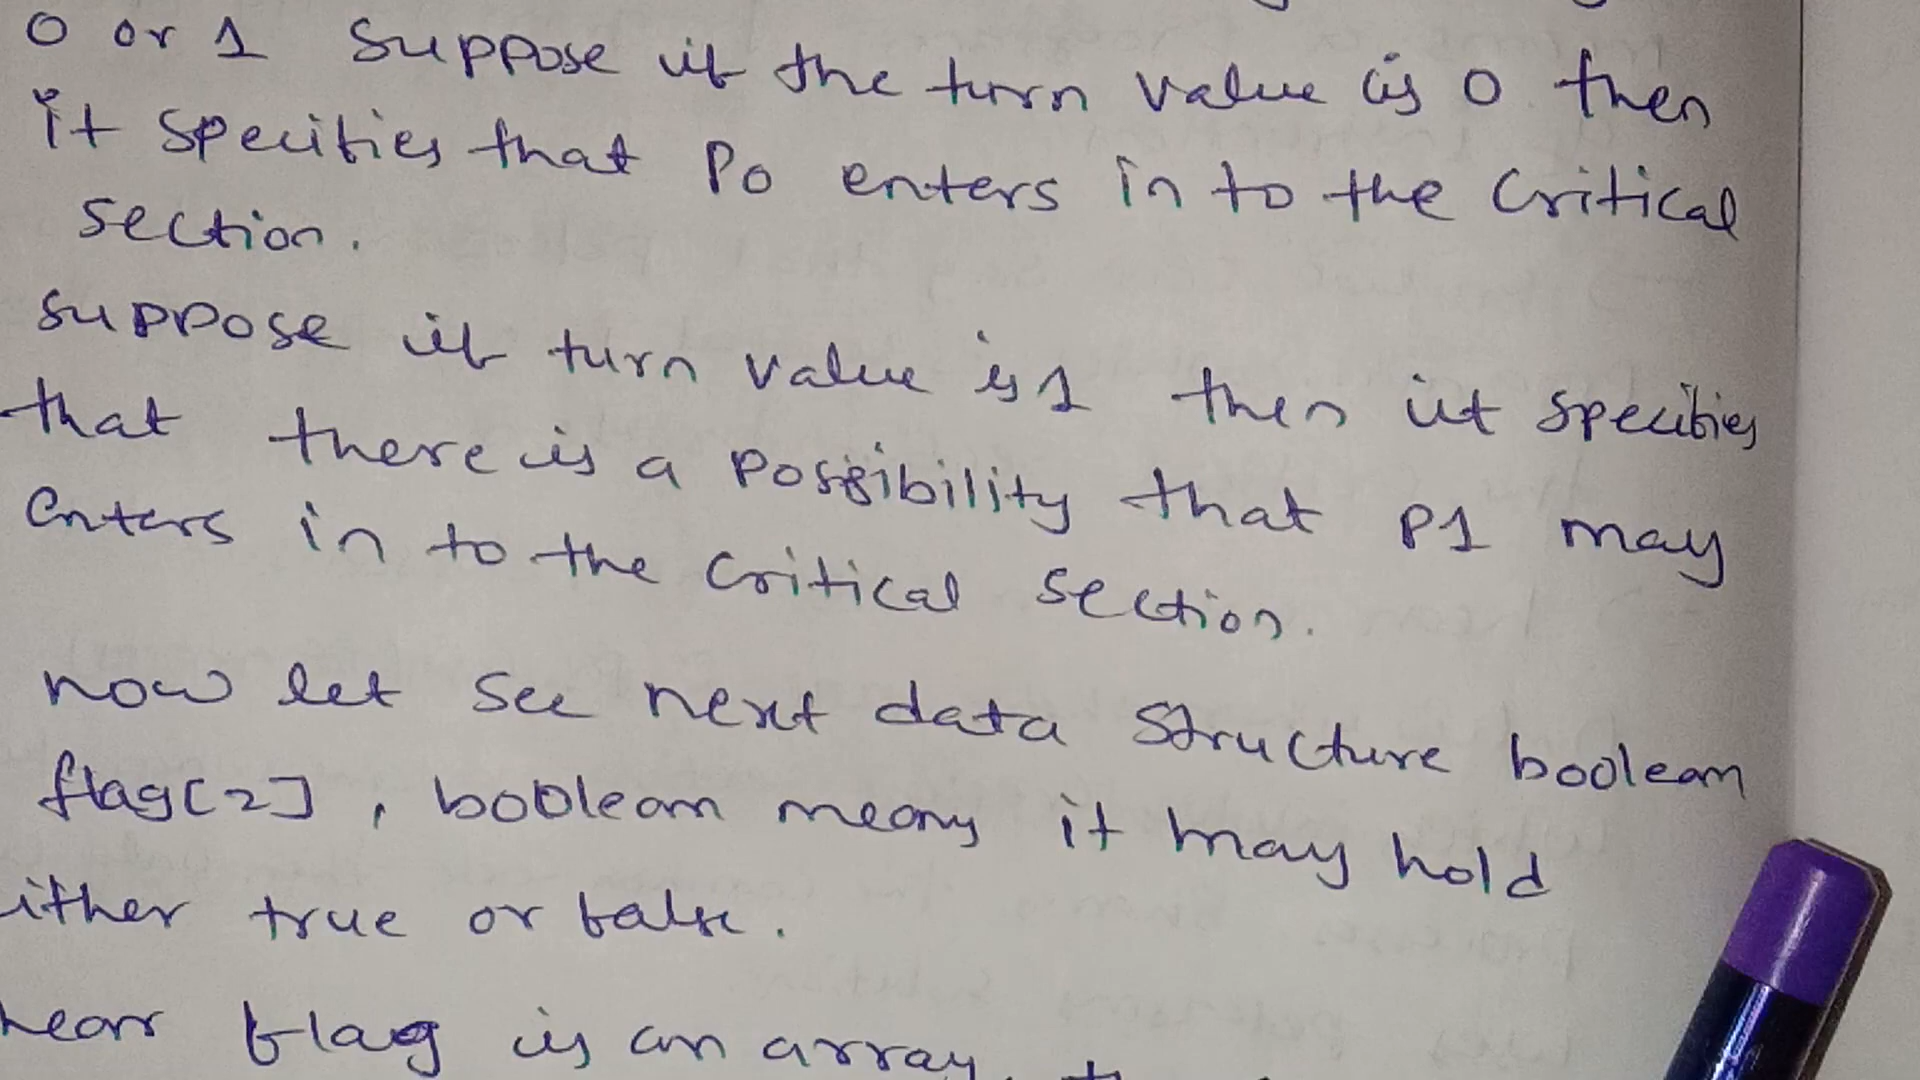 0 or 1 suppose if the turn value is 0 then
it specifies that P0 enters in to the critical
section.
suppose if turn value is 1 then it specifies
that there is a possibility that P1 may
enters in to the critical section.
now let see next data structure boolean
flag[2], boolean means it may hold
ither true or false.
hear flag is an array.